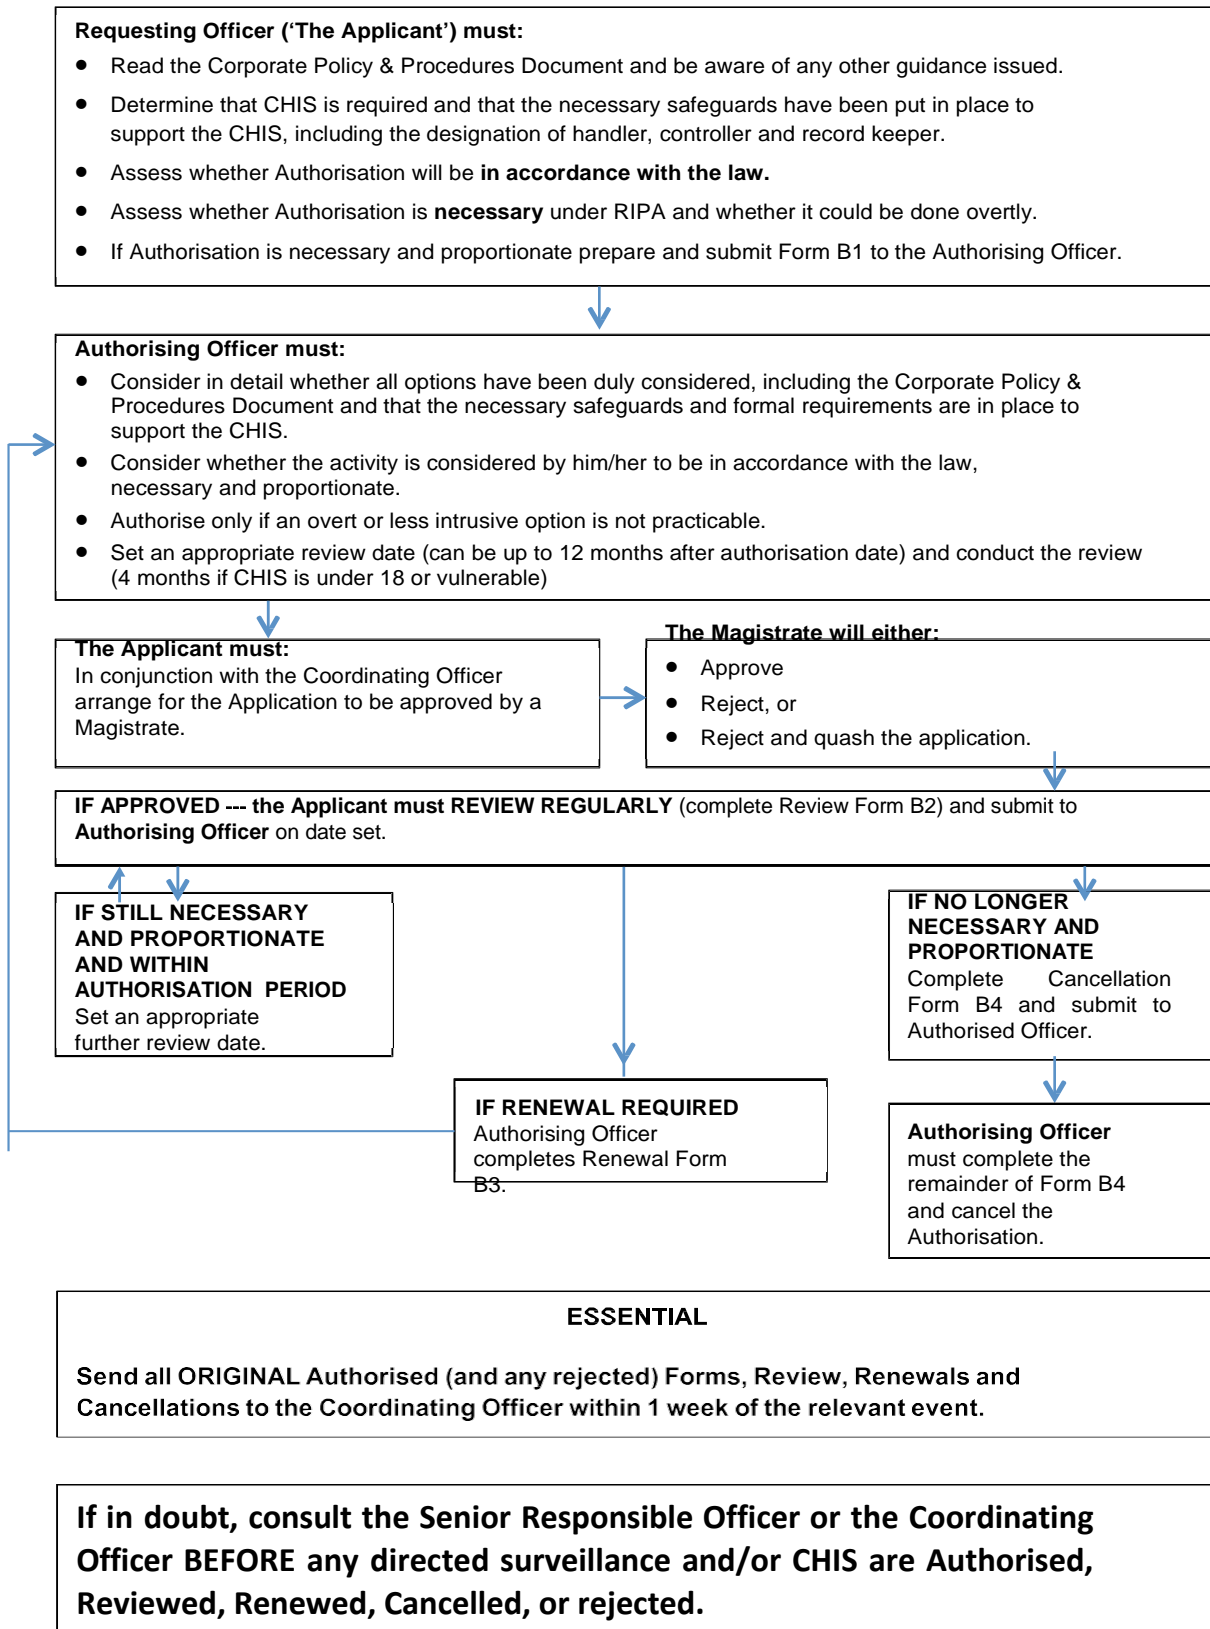 Requesting Officer (‘The Applicant’) must:
● Read the Corporate Policy & Procedures Document and be aware of any other guidance issued.
● Determine that CHIS is required and that the necessary safeguards have been put in place to
support the CHIS, including the designation of handler, controller and record keeper.
● Assess whether Authorisation will be in accordance with the law.
● Assess whether Authorisation is necessary under RIPA and whether it could be done overtly.
● If Authorisation is necessary and proportionate prepare and submit Form B1 to the Authorising Officer.
Authorising Officer must:
● Consider in detail whether all options have been duly considered, including the Corporate Policy &
Procedures Document and that the necessary safeguards and formal requirements are in place to
support the CHIS.
● Consider whether the activity is considered by him/her to be in accordance with the law,
necessary and proportionate.
● Authorise only if an overt or less intrusive option is not practicable.
● Set an appropriate review date (can be up to 12 months after authorisation date) and conduct the review
(4 months if CHIS is under 18 or vulnerable)
The Applicant must:
In conjunction with the Coordinating Officer
arrange for the Application to be approved by a
Magistrate.
The Magistrate will either:
● Approve
● Reject, or
● Reject and quash the application.
IF APPROVED --- the Applicant must REVIEW REGULARLY (complete Review Form B2) and submit to
Authorising Officer on date set.
IF STILL NECESSARY
AND PROPORTIONATE
AND WITHIN
AUTHORISATION PERIOD
Set an appropriate
further review date.
IF NO LONGER
NECESSARY AND
PROPORTIONATE
Complete Cancellation
Form B4 and submit to
Authorised Officer.
IF RENEWAL REQUIRED
Authorising Officer
completes Renewal Form
B3.
Authorising Officer
must complete the
remainder of Form B4
and cancel the
Authorisation.
ESSENTIAL
Send all ORIGINAL Authorised (and any rejected) Forms, Review, Renewals and
Cancellations to the Coordinating Officer within 1 week of the relevant event.
If in doubt, consult the Senior Responsible Officer or the Coordinating
Officer BEFORE any directed surveillance and/or CHIS are Authorised,
Reviewed, Renewed, Cancelled, or rejected.